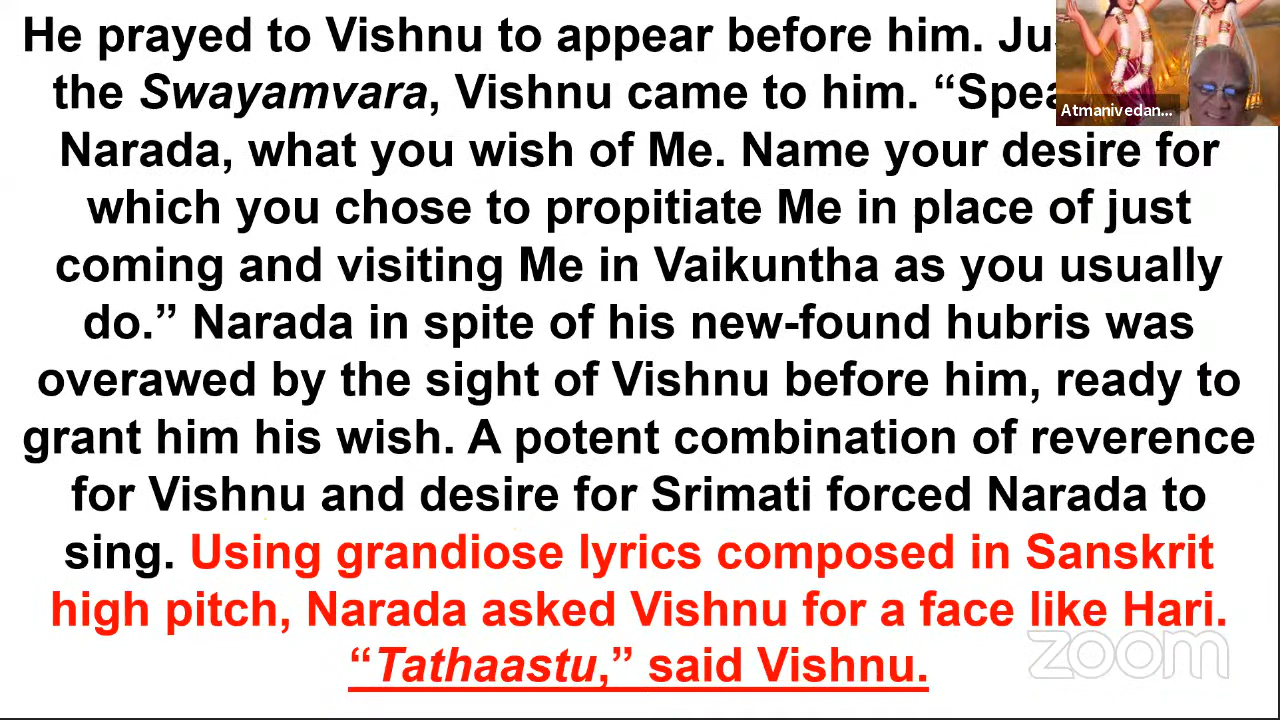 He prayed to Vishnu to appear before him.
the Swayamvara, Vishnu came to him.
Atmanivedan...
Narada, what you wish of Me. Name your desire for
which you chose to propitiate Me in place of just
coming and visiting Me in Vaikuntha as you usually
do.” Narada in spite of his new-found hubris was
overawed by the sight of Vishnu before him, ready to
grant him his wish. A potent combination of reverence
for Vishnu and desire for Srimati forced Narada to
sing. Using grandiose lyrics composed in Sanskrit
high pitch, Narada asked Vishnu for a face like Hari.
“Tathaastu,” said Vishnu.
zoom